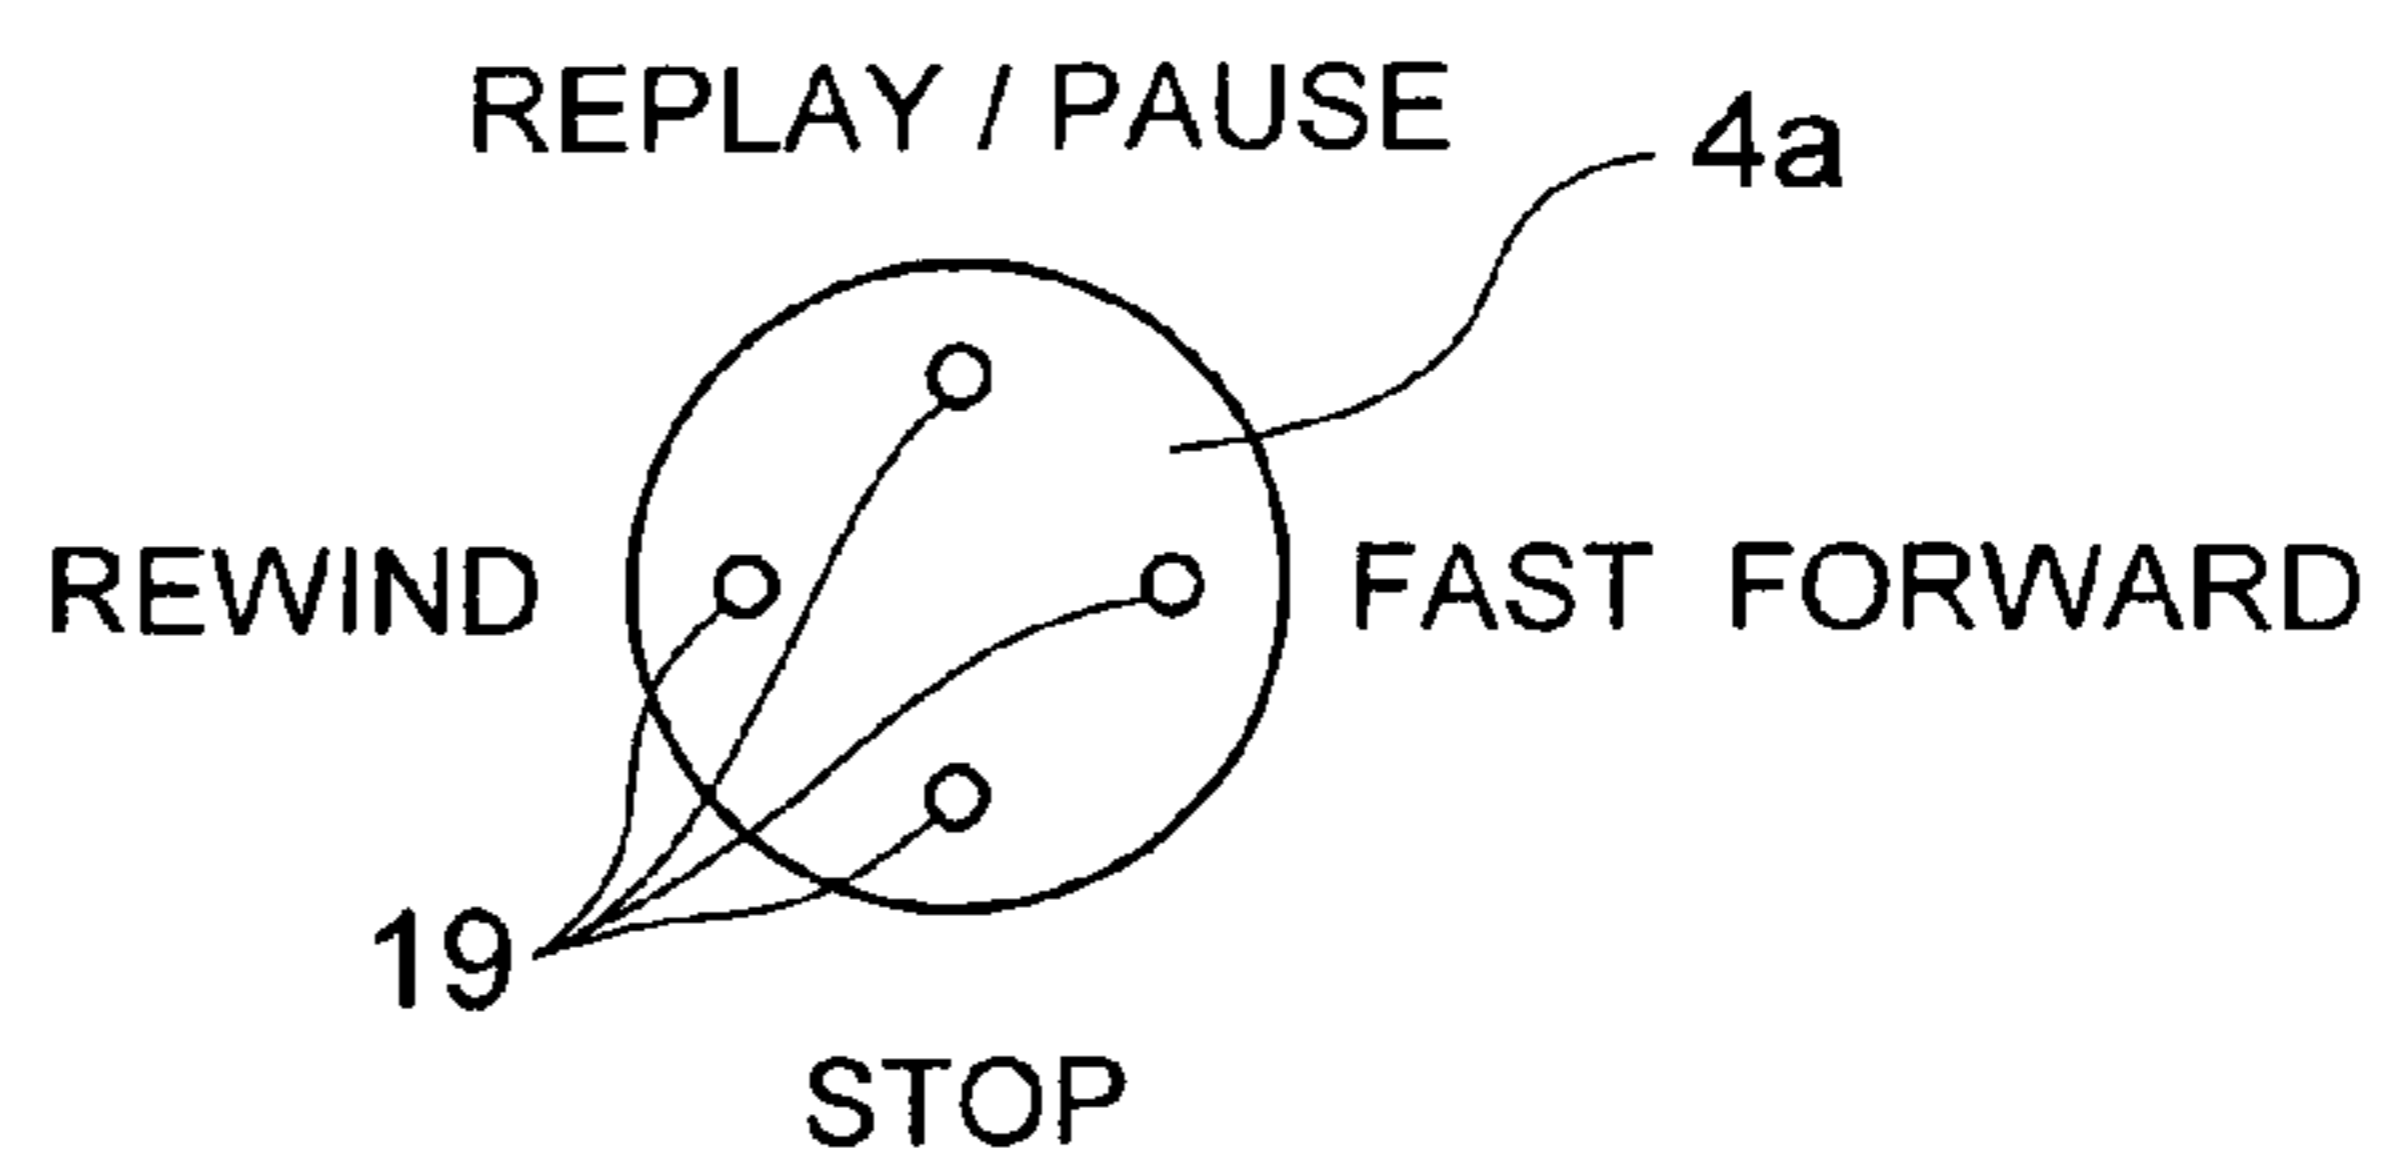 REPLAY / PAUSE
4a
REWIND
FAST FORWARD
19
STOP